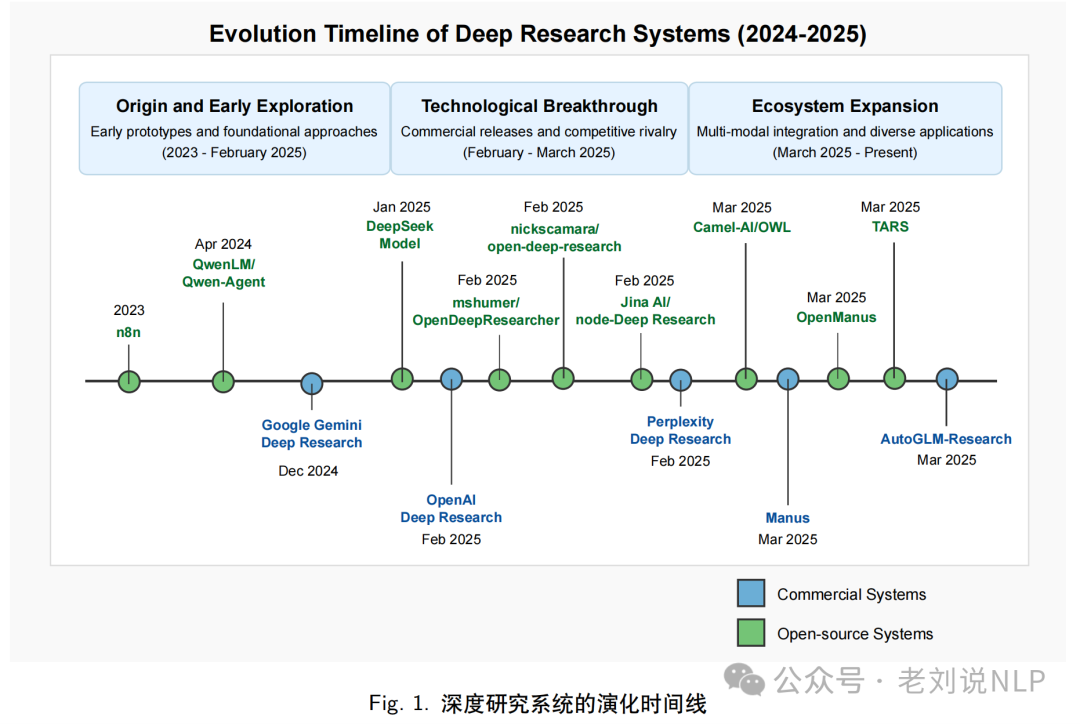 Evolution Timeline of Deep Research Systems (2024-2025)
Origin and Early Exploration
Early prototypes and foundational approaches
(2023 - February 2025)
Technological Breakthrough
Commercial releases and competitive rivalry
(February - March 2025)
Ecosystem Expansion
Multi-modal integration and diverse applications
(March 2025 - Present)
2023
n8n
Apr 2024
QwenLM/
Qwen-Agent
Google Gemini
Deep Research
Dec 2024
Jan 2025
DeepSeek
Model
OpenAI
Deep Research
Feb 2025
Feb 2025
mshumer/
OpenDeepResearcher
Feb 2025
nickscamara/
open-deep-research
Feb 2025
Jina AI/
node-Deep Research
Perplexity
Deep Research
Feb 2025
Mar 2025
Camel-AI/OWL
Manus
Mar 2025
Mar 2025
OpenManus
Mar 2025
TARS
AutoGLM-Research
Mar 2025
Commercial Systems
Open-source Systems
公众号 · 老刘说NLP
Fig. 1. 深度研究系统的演化时间线